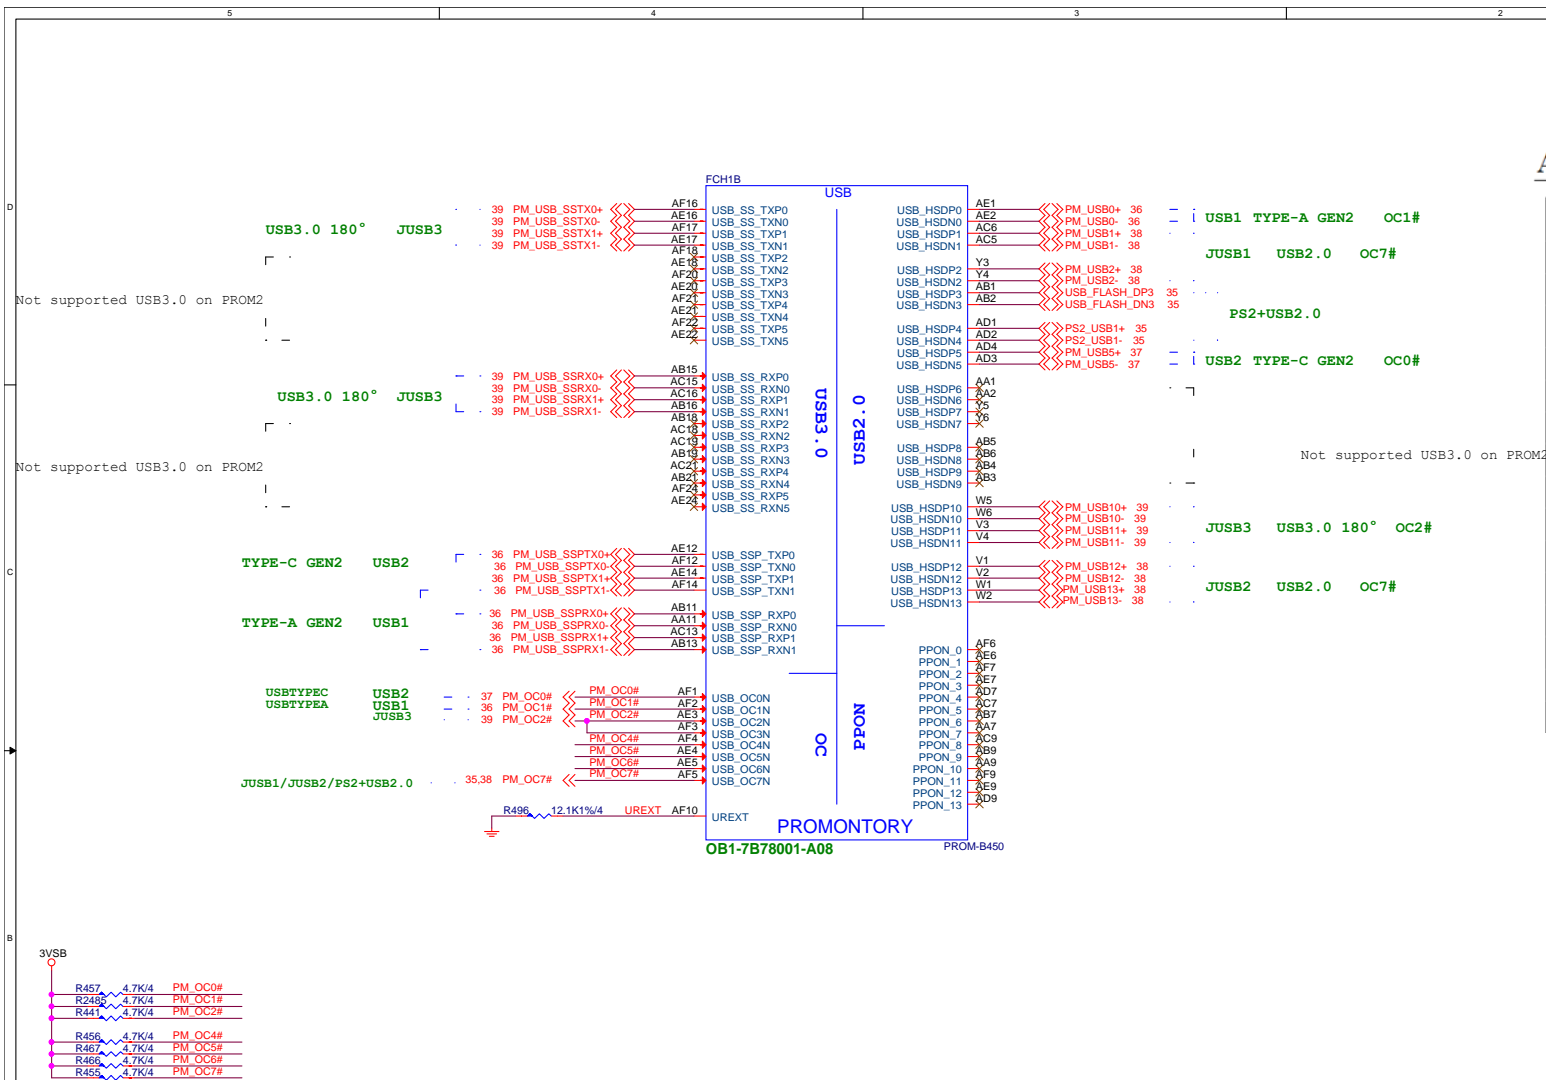 5 4 3 2
FCH1B
USB
D
USB3.0 180° JUSB3
39 PM_USB_SSTX0+ AF16 USB_SS_TXP0
39 PM_USB_SSTX0- AE16 USB_SS_TXN0
39 PM_USB_SSTX1+ AF17 USB_SS_TXP1
39 PM_USB_SSTX1- AE17 USB_SS_TXN1
AF18 USB_SS_TXP2
AE18 USB_SS_TXN2
AF20 USB_SS_TXP3
AE20 USB_SS_TXN3
AF21 USB_SS_TXP4
AE21 USB_SS_TXN4
AF22 USB_SS_TXP5
AE22 USB_SS_TXN5
Not supported USB3.0 on PROM2
USB3.0 180° JUSB3
39 PM_USB_SSRX0+ AB15 USB_SS_RXP0
39 PM_USB_SSRX0- AC15 USB_SS_RXN0
39 PM_USB_SSRX1+ AC16 USB_SS_RXP1
39 PM_USB_SSRX1- AB16 USB_SS_RXN1
AB18 USB_SS_RXP2
AC18 USB_SS_RXN2
AC19 USB_SS_RXP3
AB19 USB_SS_RXN3
AC21 USB_SS_RXP4
AB21 USB_SS_RXN4
AF24 USB_SS_RXP5
AE24 USB_SS_RXN5
Not supported USB3.0 on PROM2
C
TYPE-C GEN2 USB2
36 PM_USB_SSPTX0+ AE12 USB_SSP_TXP0
36 PM_USB_SSPTX0- AF12 USB_SSP_TXN0
36 PM_USB_SSPTX1+ AE14 USB_SSP_TXP1
36 PM_USB_SSPTX1- AF14 USB_SSP_TXN1
TYPE-A GEN2 USB1
36 PM_USB_SSPRX0+ AB11 USB_SSP_RXP0
36 PM_USB_SSPRX0- AA11 USB_SSP_RXN0
36 PM_USB_SSPRX1+ AC13 USB_SSP_RXP1
36 PM_USB_SSPRX1- AB13 USB_SSP_RXN1
USBTYPEC USB2 37 PM_OC0# PM_OC0# AF1 USB_OC0N
USBTYPEA USB1 36 PM_OC1# PM_OC1# AF2 USB_OC1N
JUSB3 39 PM_OC2# PM_OC2# AE3 USB_OC2N
AF3 USB_OC3N
PM_OC4# AF4 USB_OC4N
PM_OC5# AE4 USB_OC5N
PM_OC6# AE5 USB_OC6N
JUSB1/JUSB2/PS2+USB2.0 35,38 PM_OC7# PM_OC7# AF5 USB_OC7N
R496 12.1K1%/4 UREXT AF10 UREXT
USB3.0
USB2.0
OC
PPON
USB_HSDP0 AE1 PM_USB0+ 36
USB_HSDN0 AE2 PM_USB0- 36
USB_HSDP1 AC6 PM_USB1+ 38
USB_HSDN1 AC5 PM_USB1- 38
USB_HSDP2 Y3 PM_USB2+ 38
USB_HSDN2 Y4 PM_USB2- 38
USB_HSDP3 AB1 USB_FLASH_DP3 35
USB_HSDN3 AB2 USB_FLASH_DN3 35
USB_HSDP4 AD1 PS2_USB1+ 35
USB_HSDN4 AD2 PS2_USB1- 35
USB_HSDP5 AD4 PM_USB5+ 37
USB_HSDN5 AD3 PM_USB5- 37
USB_HSDP6 AA1
USB_HSDN6 AA2
USB_HSDP7 Y5
USB_HSDN7 Y6
USB_HSDP8 AB5
USB_HSDN8 AB6
USB_HSDP9 AB4
USB_HSDN9 AB3
USB_HSDP10 W5 PM_USB10+ 39
USB_HSDN10 W6 PM_USB10- 39
USB_HSDP11 V3 PM_USB11+ 39
USB_HSDN11 V4 PM_USB11- 39
USB_HSDP12 V1 PM_USB12+ 38
USB_HSDN12 V2 PM_USB12- 38
USB_HSDP13 W1 PM_USB13+ 38
USB_HSDN13 W2 PM_USB13- 38
USB1 TYPE-A GEN2 OC1#
JUSB1 USB2.0 OC7#
PS2+USB2.0
USB2 TYPE-C GEN2 OC0#
Not supported USB3.0 on PROM2
JUSB3 USB3.0 180° OC2#
JUSB2 USB2.0 OC7#
PPON_0 AF6
PPON_1 AE6
PPON_2 AF7
PPON_3 AE7
PPON_4 AD7
PPON_5 AC7
PPON_6 AB7
PPON_7 AA7
PPON_8 AC9
PPON_9 AB9
PPON_10 AA9
PPON_11 AF9
PPON_12 AE9
PPON_13 AD9
PROMONTORY
OB1-7B78001-A08 PROM-B450
B
3VSB
R457 4.7K/4 PM_OC0#
R2485 4.7K/4 PM_OC1#
R441 4.7K/4 PM_OC2#
R456 4.7K/4 PM_OC4#
R467 4.7K/4 PM_OC5#
R466 4.7K/4 PM_OC6#
R455 4.7K/4 PM_OC7#